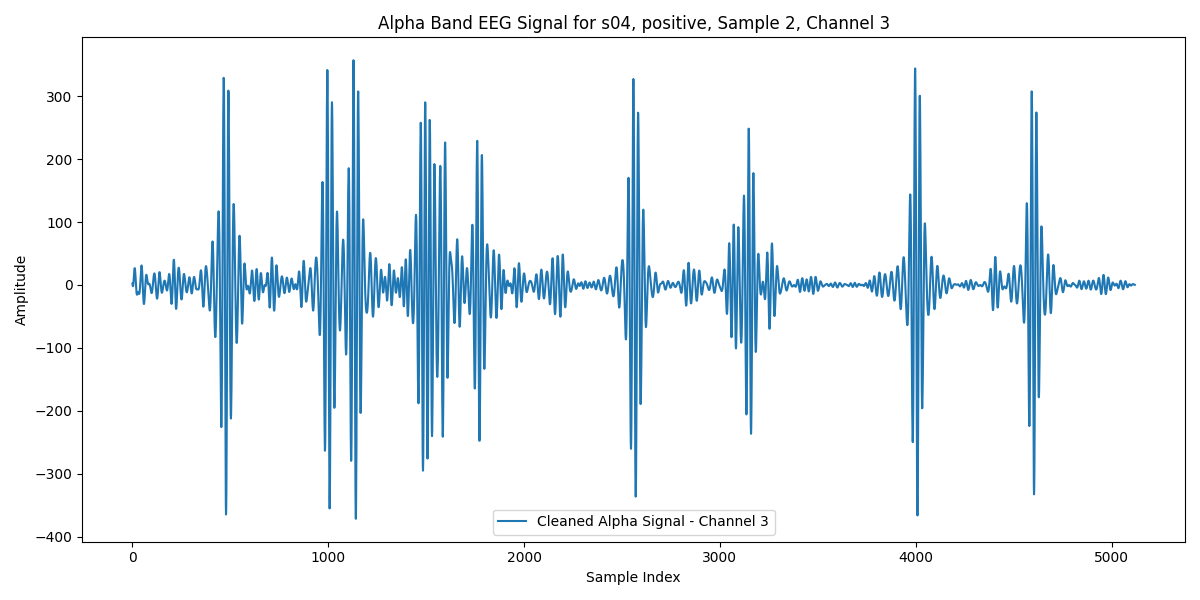 Alpha Band EEG Signal for s04, positive, Sample 2, Channel 3
Amplitude
300
200
100
0
−100
−200
−300
−400
Cleaned Alpha Signal - Channel 3
0 1000 2000 3000 4000 5000
Sample Index